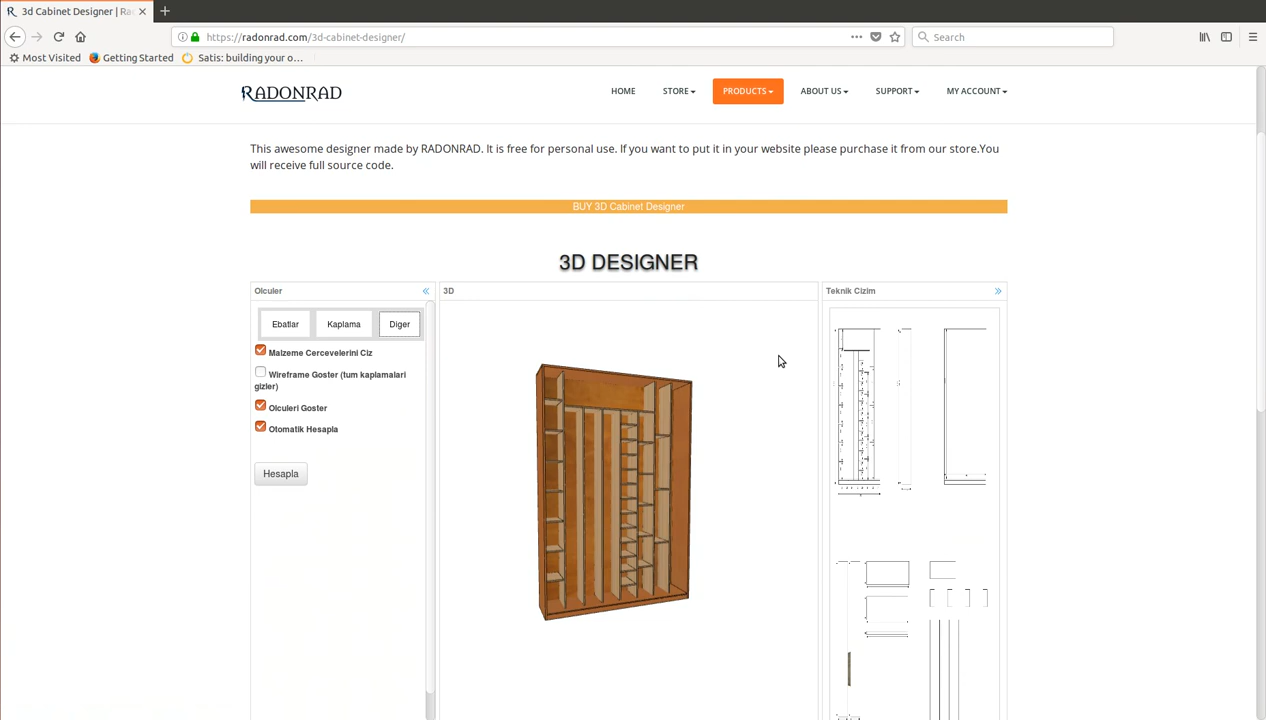 3d Cabinet Designer | Ra
https://radonrad.com/3d-cabinet-designer/
Search
Most Visited
Getting Started
Satis: building your o…
RADONRAD
HOME
STORE
PRODUCTS
ABOUT US
SUPPORT
MY ACCOUNT
This awesome designer made by RADONRAD. It is free for personal use. If you want to put it in your website please purchase it from our store.You
will receive full source code.
BUY 3D Cabinet Designer
3D DESIGNER
Olculer
Ebatlar
Kaplama
Diger
Malzeme Cercevelerini Ciz
Wireframe Goster (tum kaplamalari
gizler)
Olculeri Goster
Otomatik Hesapla
Hesapla
3D
Teknik Cizim